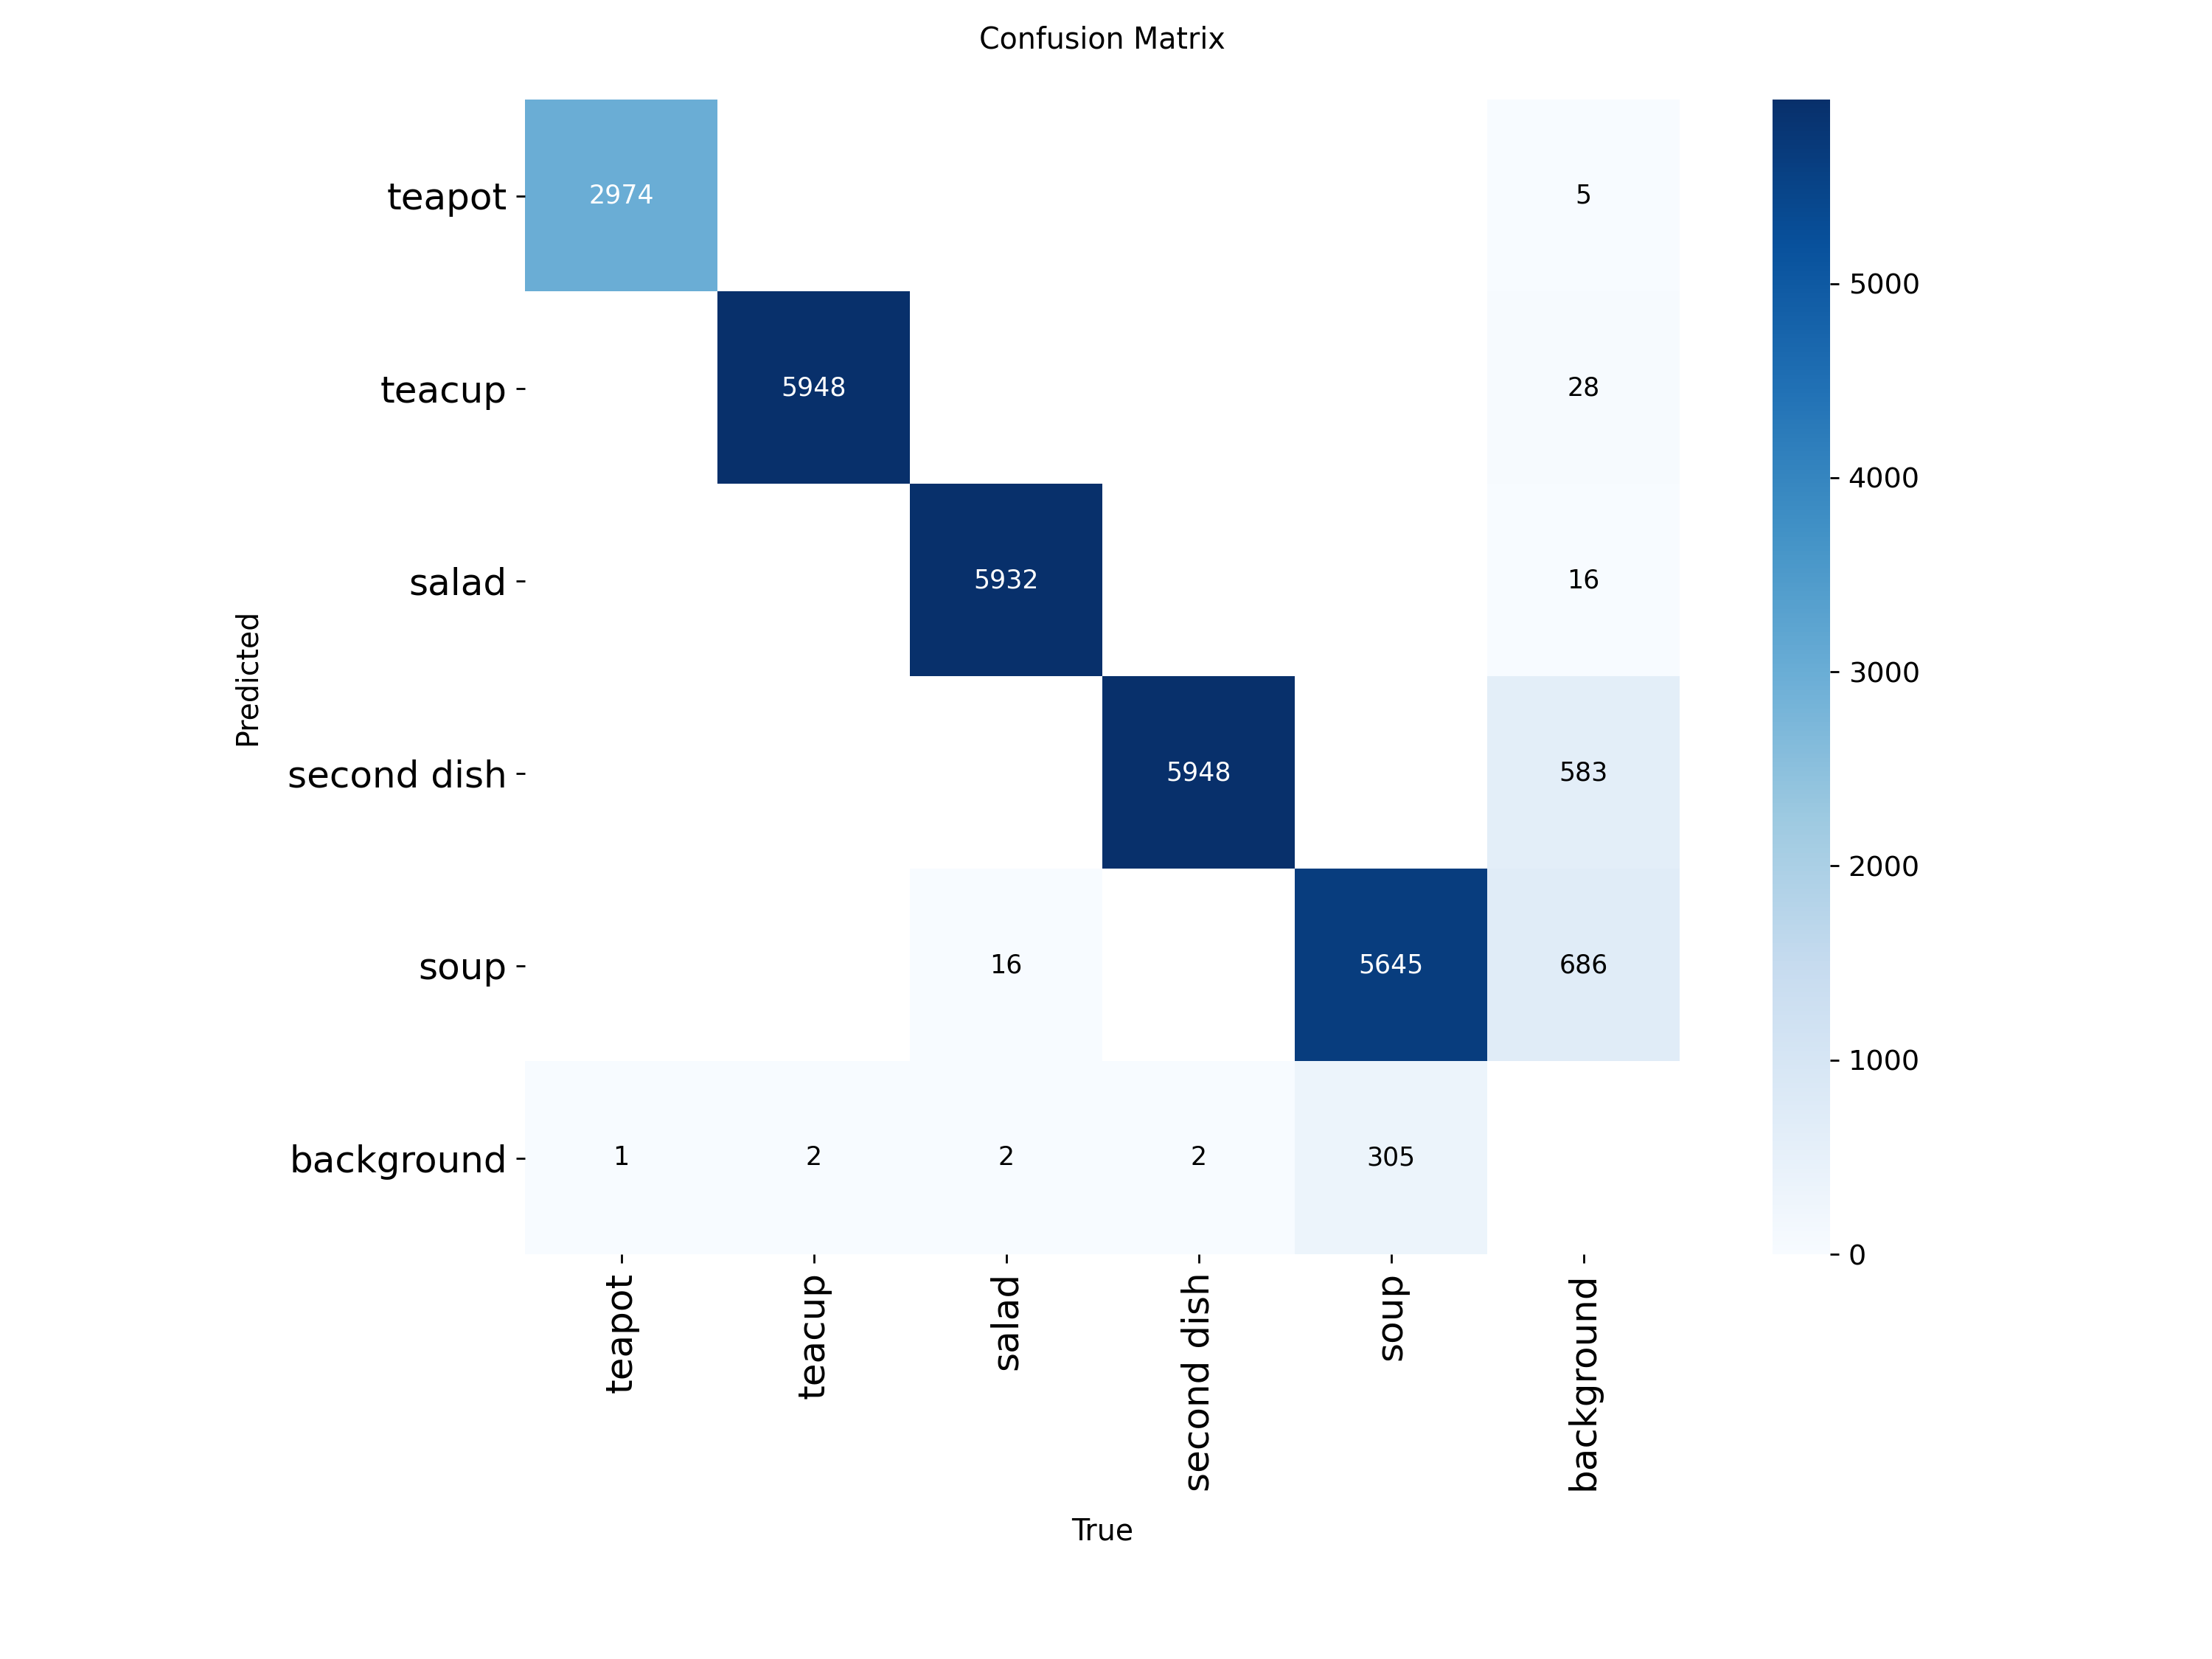 Confusion Matrix
teapot
2974
5
5000
teacup
5948
28
4000
salad
5932
16
3000
Predicted
second dish
5948
583
2000
soup
16
5645
686
1000
background
1
2
2
2
305
0
teapot
teacup
salad
second dish
soup
background
True